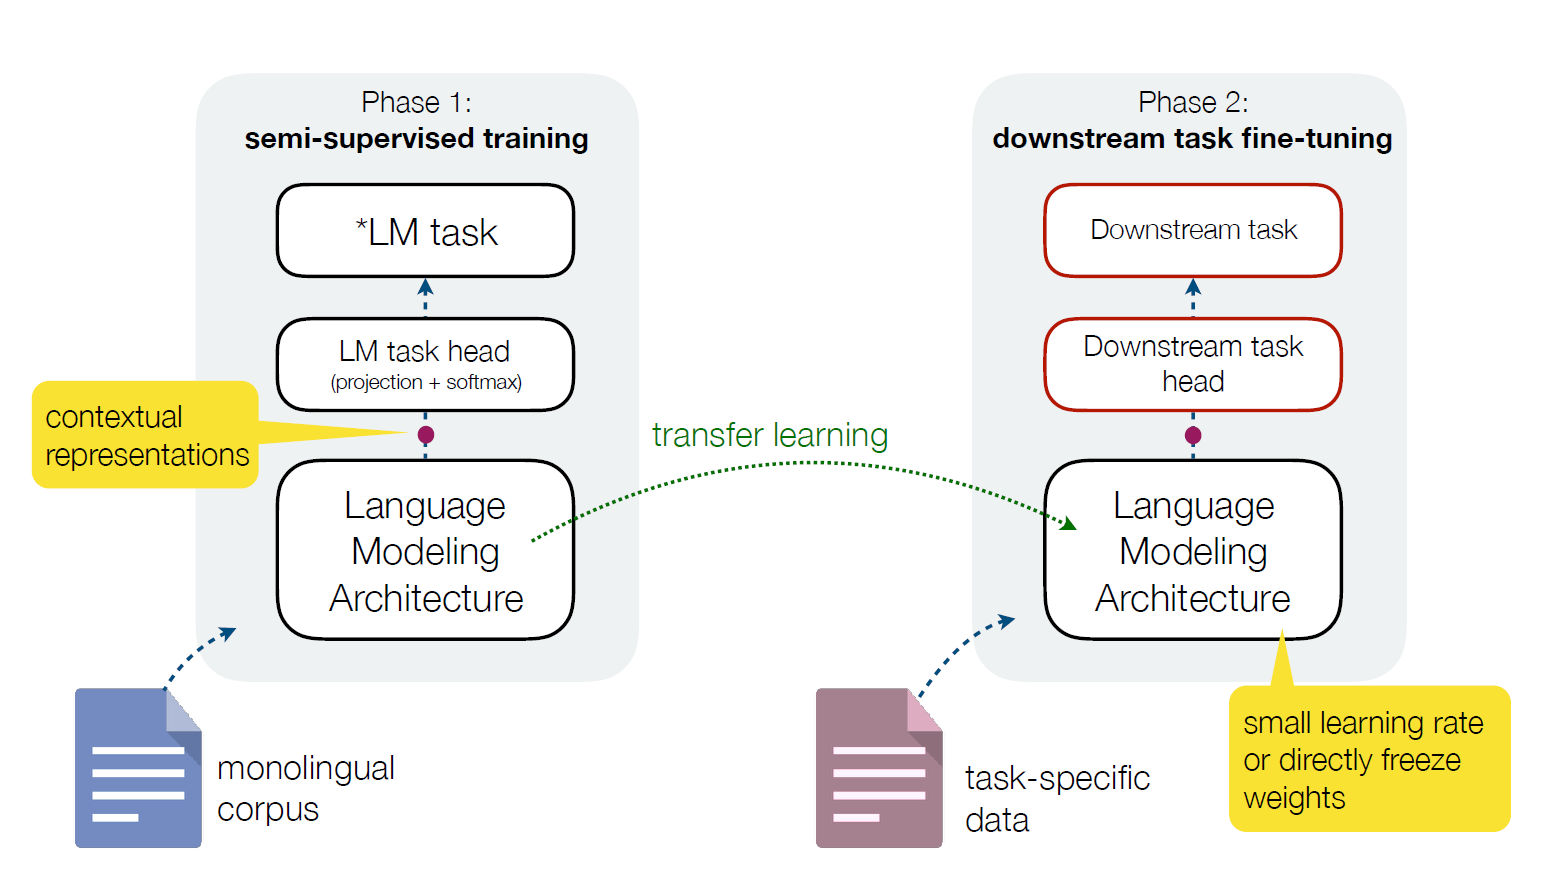 Phase 1:
semi-supervised training
*LM task
LM task head
(projection + softmax)
contextual
representations
Language
Modeling
Architecture
monolingual
corpus
transfer learning
Phase 2:
downstream task fine-tuning
Downstream task
Downstream task
head
Language
Modeling
Architecture
small learning rate
or directly freeze
weights
task-specific
data